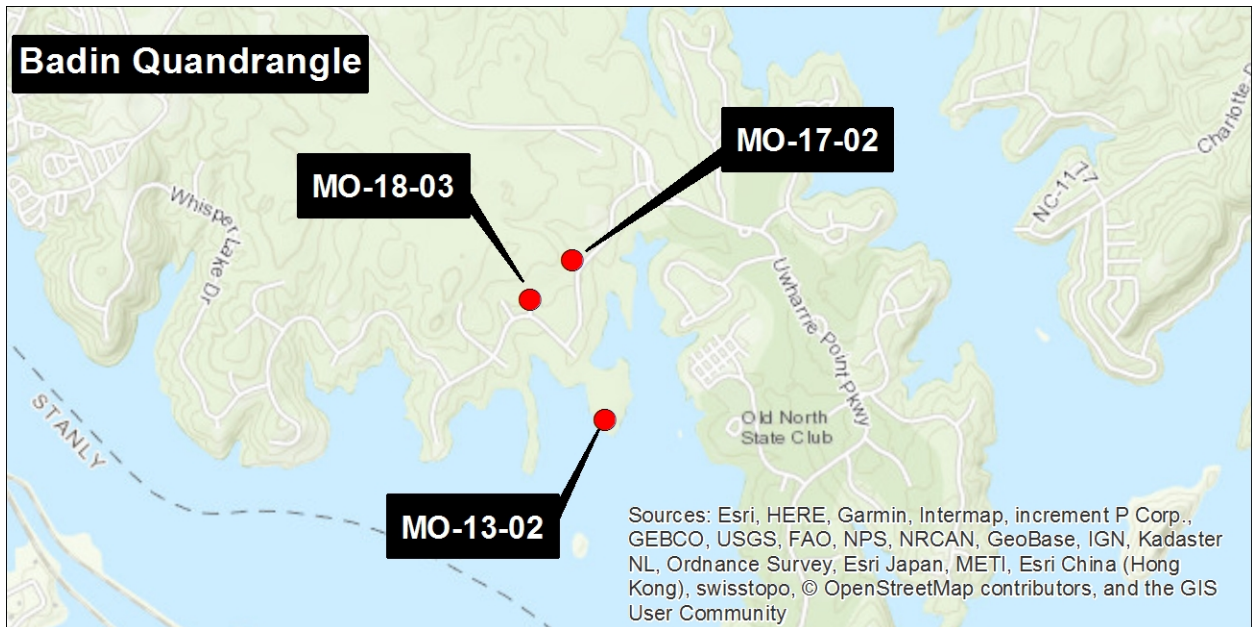 Badin Quandrangle
MO-17-02
MO-18-03
Charlotte
NC-1177
Whisper Lake Dr
Uwharrie Point Pkwy
STANLY
Old North
State Club
MO-13-02
Sources: Esri, HERE, Garmin, Intermap, increment P Corp.,
GEBCO, USGS, FAO, NPS, NRCAN, GeoBase, IGN, Kadaster
NL, Ordnance Survey, Esri Japan, METI, Esri China (Hong
Kong), swisstopo, © OpenStreetMap contributors, and the GIS
User Community